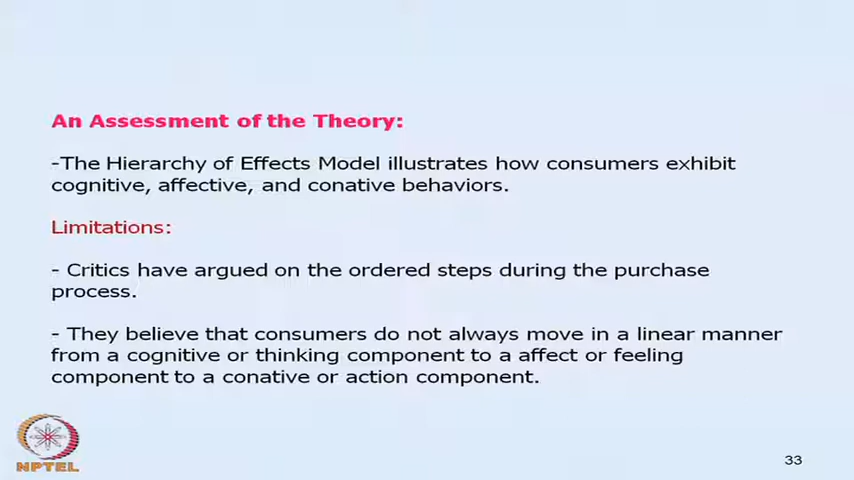 An Assessment of the Theory:
-The Hierarchy of Effects Model illustrates how consumers exhibit
cognitive, affective, and conative behaviors.
Limitations:
- Critics have argued on the ordered steps during the purchase
process.
- They believe that consumers do not always move in a linear manner
from a cognitive or thinking component to a affect or feeling
component to a conative or action component.
NPTEL
33